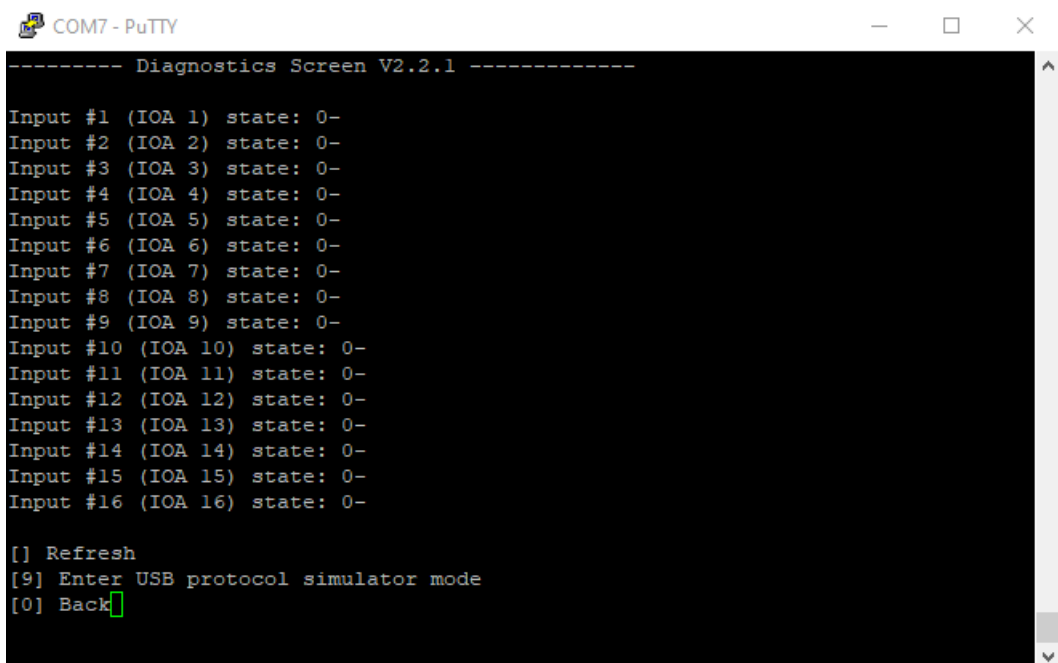 COM7 - PuTTY
--------- Diagnostics Screen V2.2.1 -------------
Input #1 (IOA 1) state: 0-
Input #2 (IOA 2) state: 0-
Input #3 (IOA 3) state: 0-
Input #4 (IOA 4) state: 0-
Input #5 (IOA 5) state: 0-
Input #6 (IOA 6) state: 0-
Input #7 (IOA 7) state: 0-
Input #8 (IOA 8) state: 0-
Input #9 (IOA 9) state: 0-
Input #10 (IOA 10) state: 0-
Input #11 (IOA 11) state: 0-
Input #12 (IOA 12) state: 0-
Input #13 (IOA 13) state: 0-
Input #14 (IOA 14) state: 0-
Input #15 (IOA 15) state: 0-
Input #16 (IOA 16) state: 0-
[] Refresh
[9] Enter USB protocol simulator mode
[0] Back